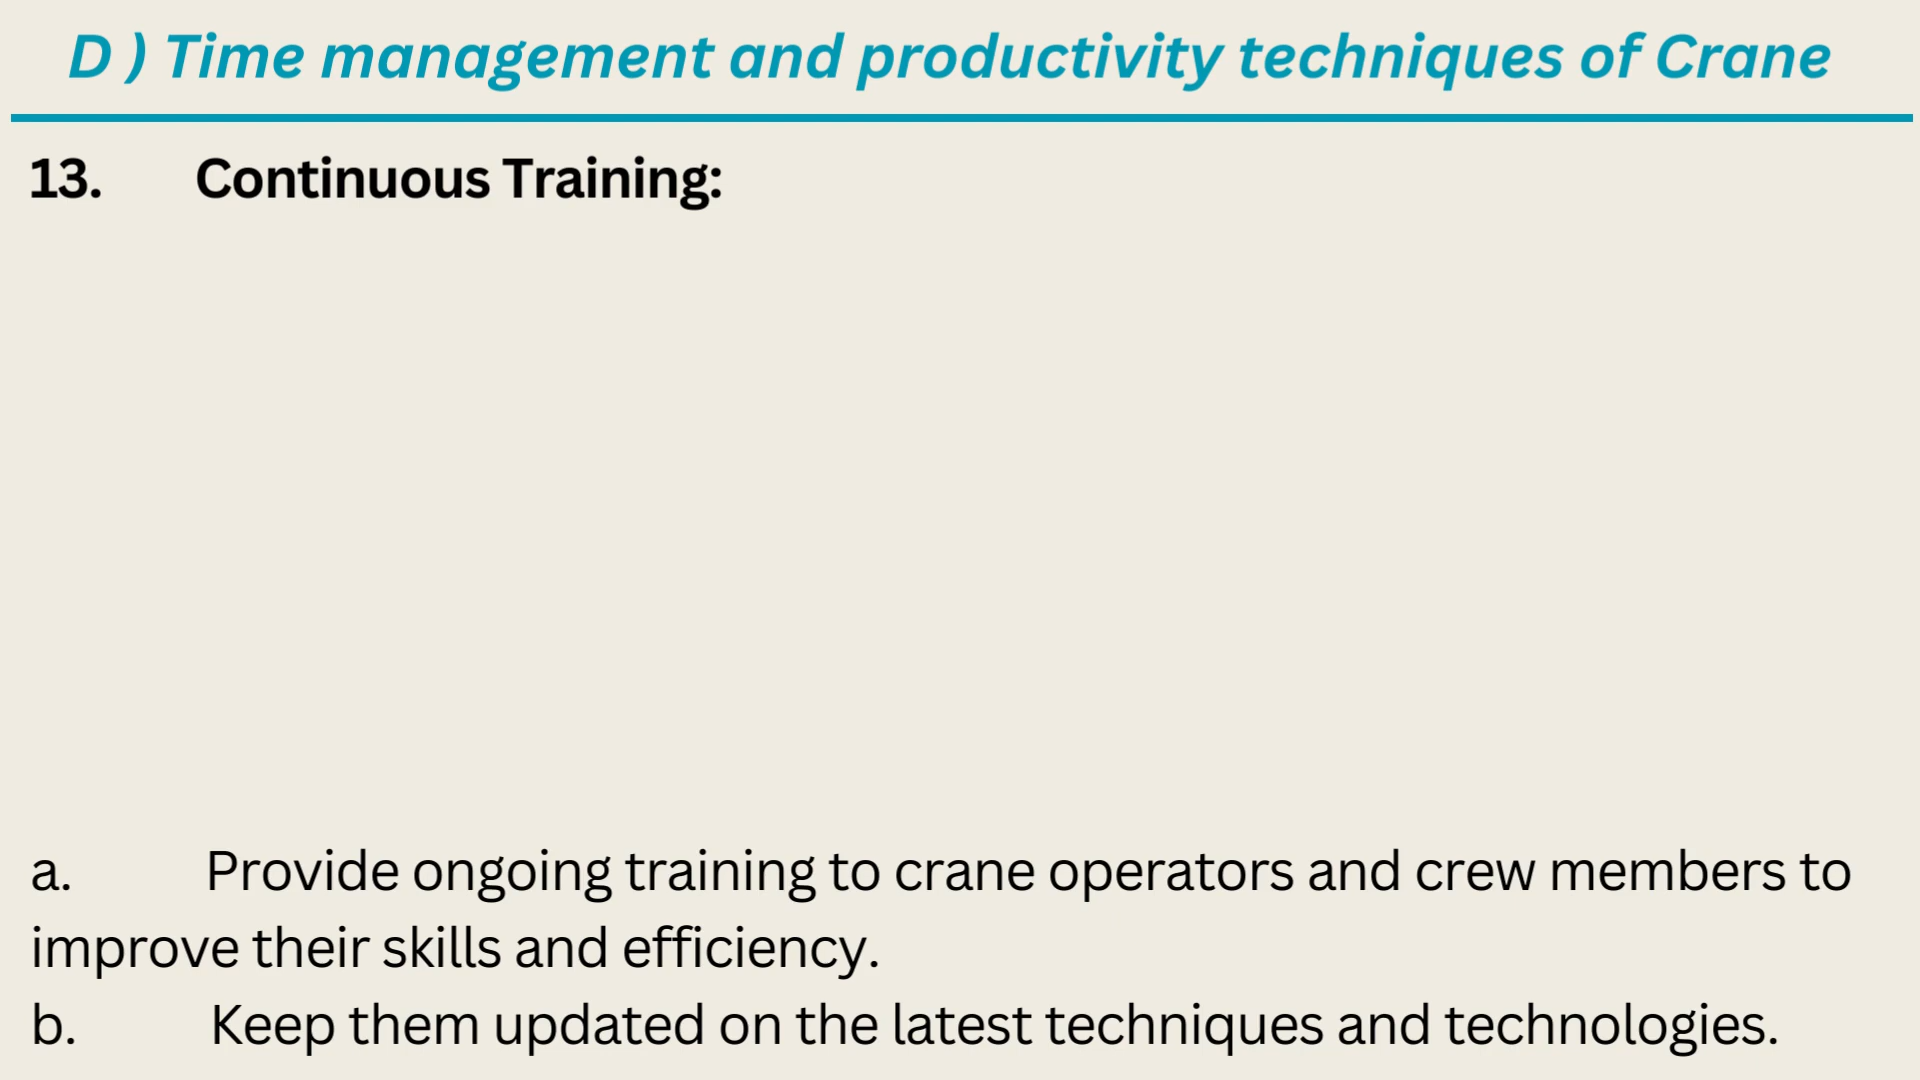 D ) Time management and productivity techniques of Crane
13. Continuous Training:
a. Provide ongoing training to crane operators and crew members to
improve their skills and efficiency.
b. Keep them updated on the latest techniques and technologies.